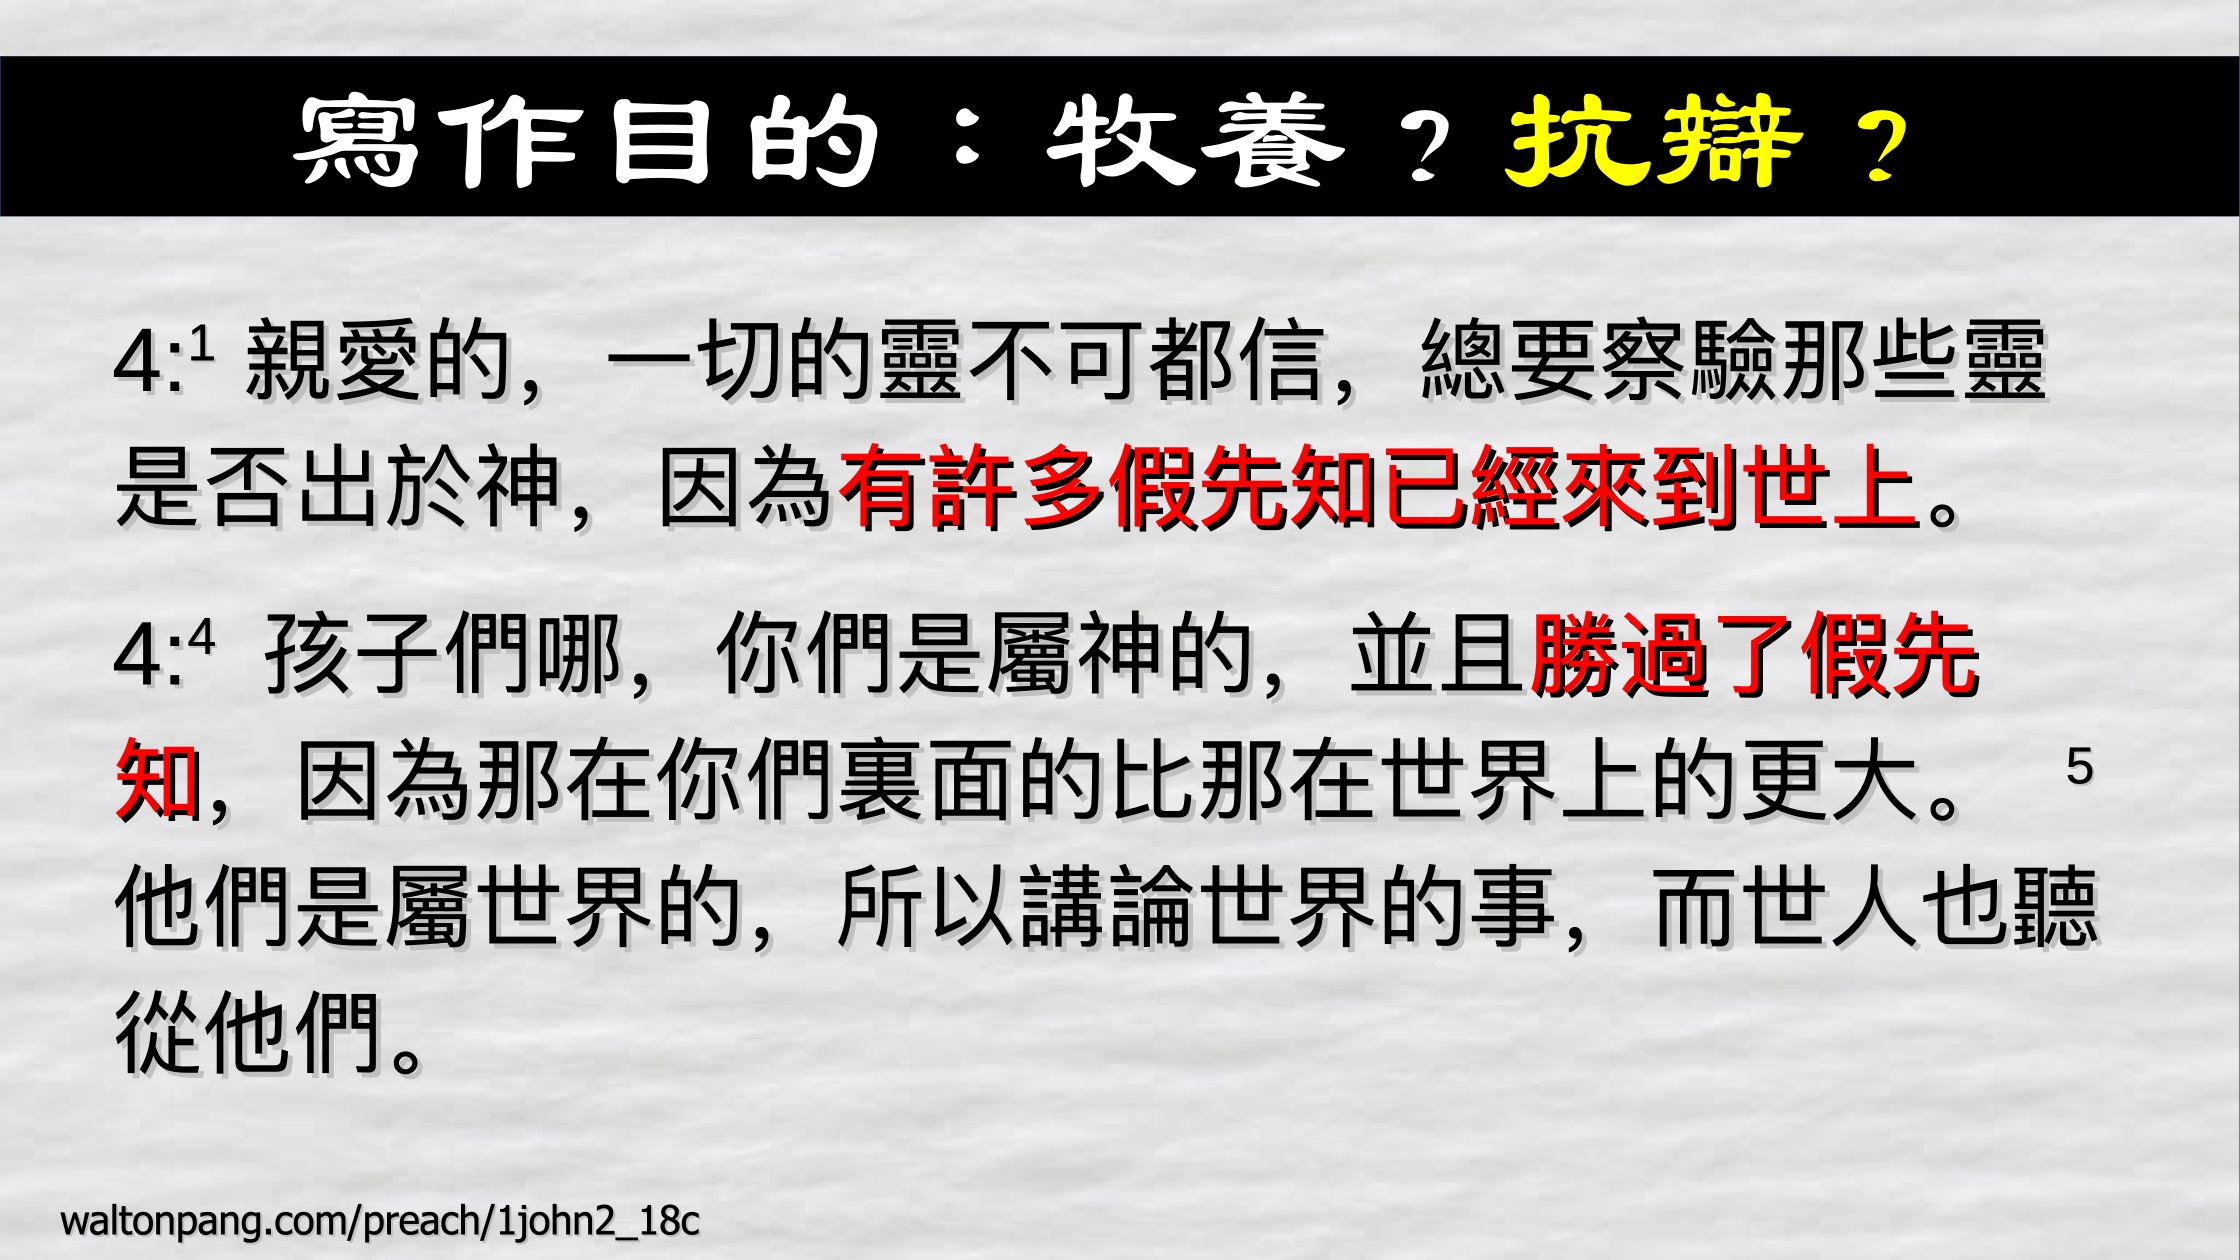 寫作目的：牧養？抗辯？
4:1 親愛的，一切的靈不可都信，總要察驗那些靈
是否出於神，因為有許多假先知已經來到世上。
4:4 孩子們哪，你們是屬神的，並且勝過了假先
知，因為那在你們裏面的比那在世界上的更大。 5
他們是屬世界的，所以講論世界的事，而世人也聽
從他們。
waltonpang.com/preach/1john2_18c